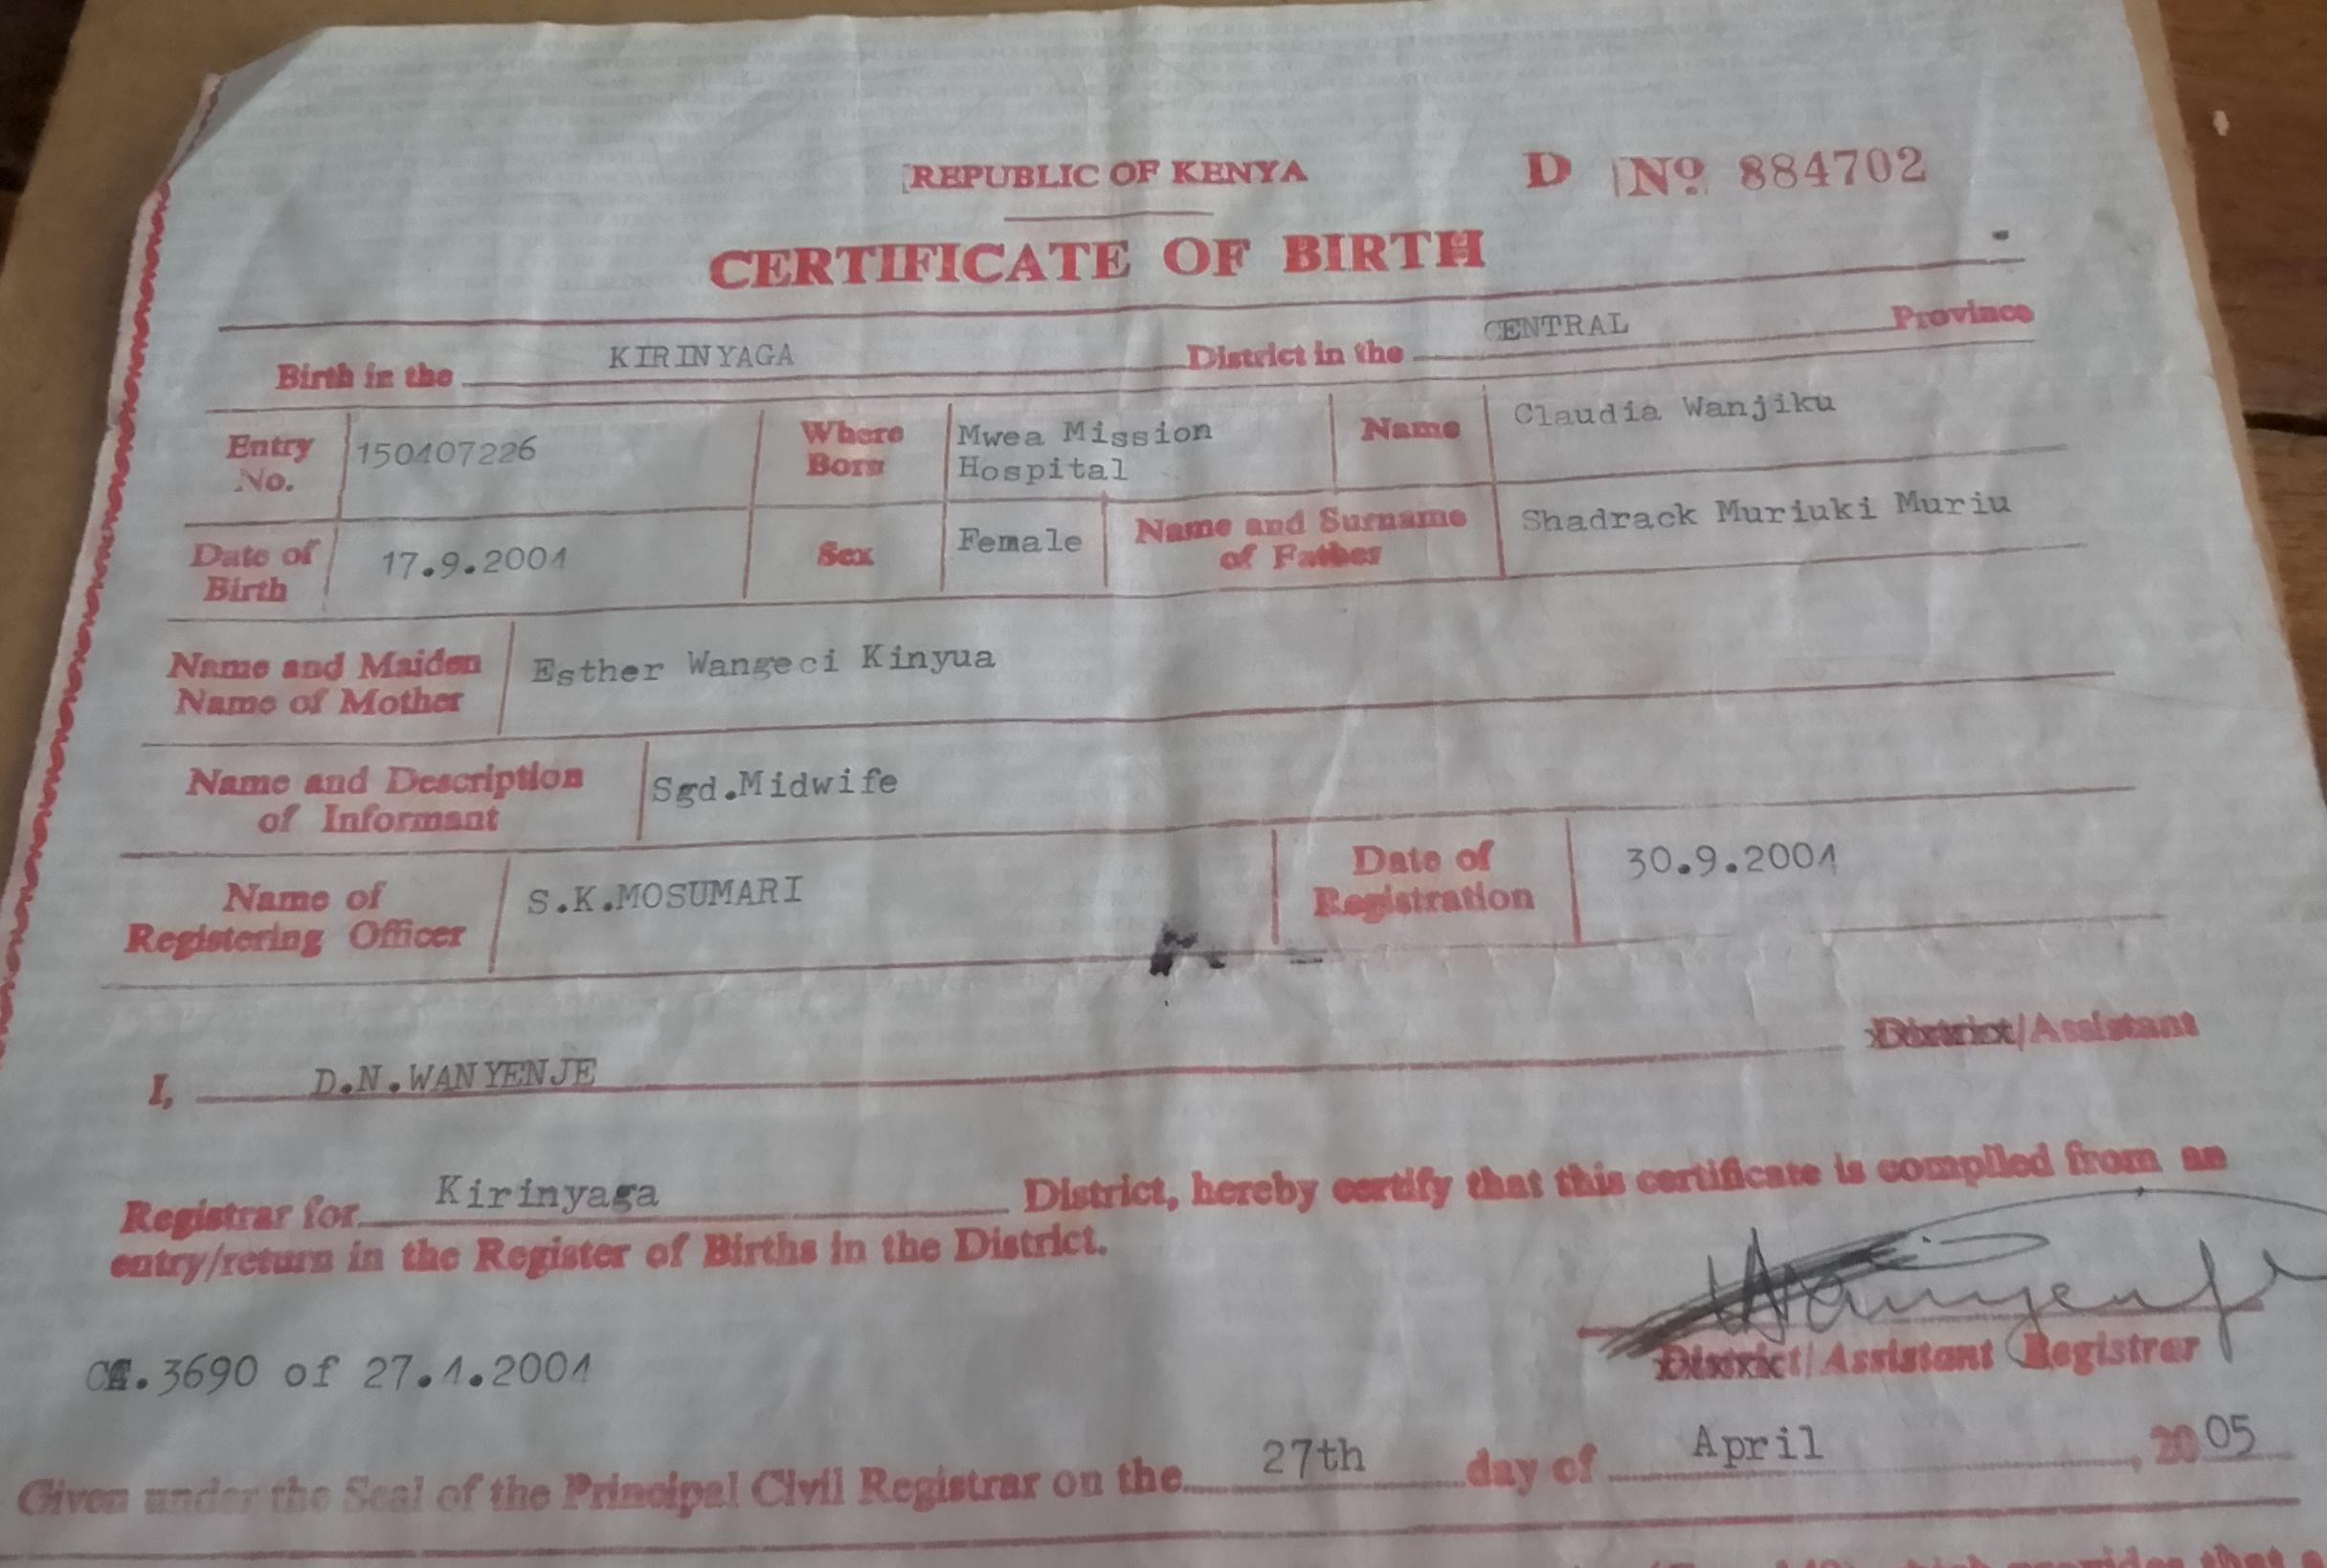 REPUBLIC OF KENYA
D No 884702
CERTIFICATE OF BIRTH
Birth in the KIRINYAGA District in the CENTRAL Province
Entry No. 150407226 Where Born Mwea Mission Hospital Name Claudia Wanjiku
Date of Birth 17.9.2001 Sex Female Name and Surname of Father Shadrack Muriuki Muriu
Name and Maiden Name of Mother Esther Wangeci Kinyua
Name and Description of Informant Sgd.Midwife
Name of Registering Officer S.K.MOSUMARI Date of Registration 30.9.2001
I, D.N.WANYENJE District/Assistant
Registrar for Kirinyaga District, hereby certify that this certificate is compiled from an
entry/return in the Register of Births in the District.
Wanyenje
.3690 of 27.1.2001
District/Assistant Registrar
Given under the Seal of the Principal Civil Registrar on the 27th day of April, 2005